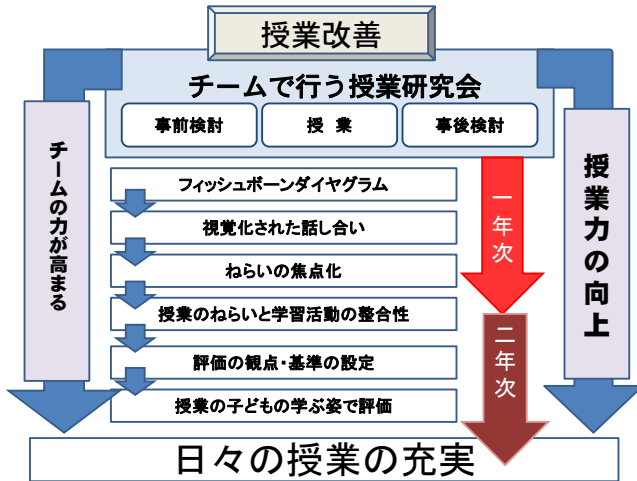 授業改善
チームで行う授業研究会
事前検討
授 業
事後検討
チームの力が高まる
フィッシュボーンダイヤグラム
視覚化された話し合い
ねらいの焦点化
授業のねらいと学習活動の整合性
評価の観点・基準の設定
授業の子どもの学ぶ姿で評価
一年次
二年次
授業力の向上
日々の授業の充実